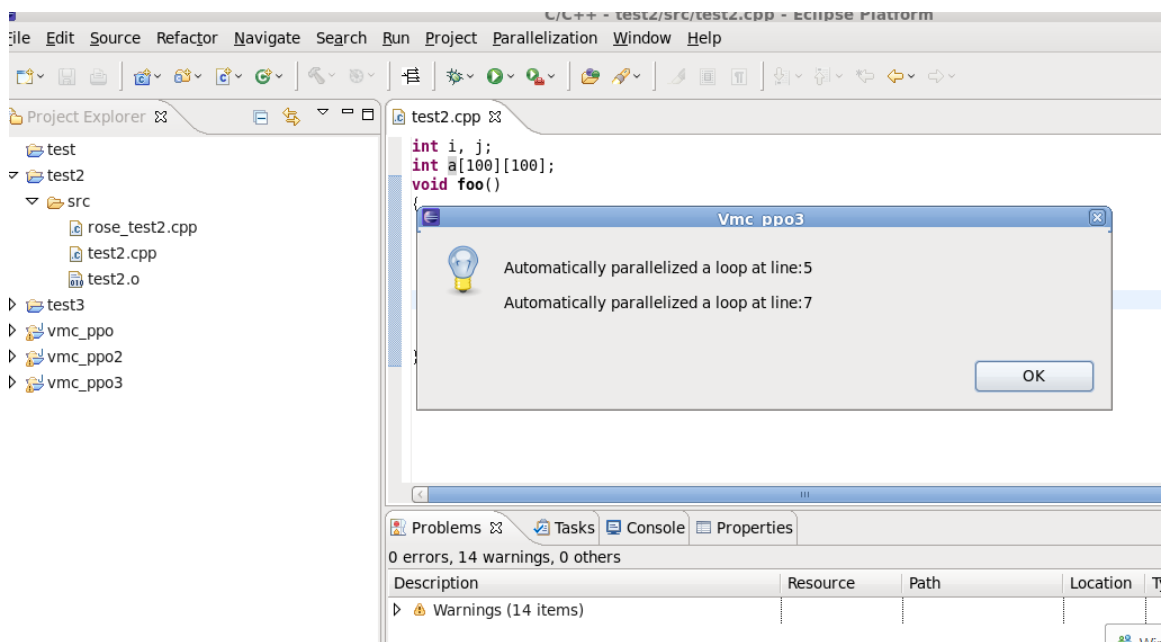 C/C++ - test2/src/test2.cpp - Eclipse Platform
File Edit Source Refactor Navigate Search Run Project Parallelization Window Help
Project Explorer
test
test2
src
rose_test2.cpp
test2.cpp
test2.o
test3
vmc_ppo
vmc_ppo2
vmc_ppo3
test2.cpp
int i, j;
int a[100][100];
void foo()
{
Vmc_ppo3
Automatically parallelized a loop at line:5
Automatically parallelized a loop at line:7
OK
}
Problems Tasks Console Properties
0 errors, 14 warnings, 0 others
Description Resource Path Location
Warnings (14 items)